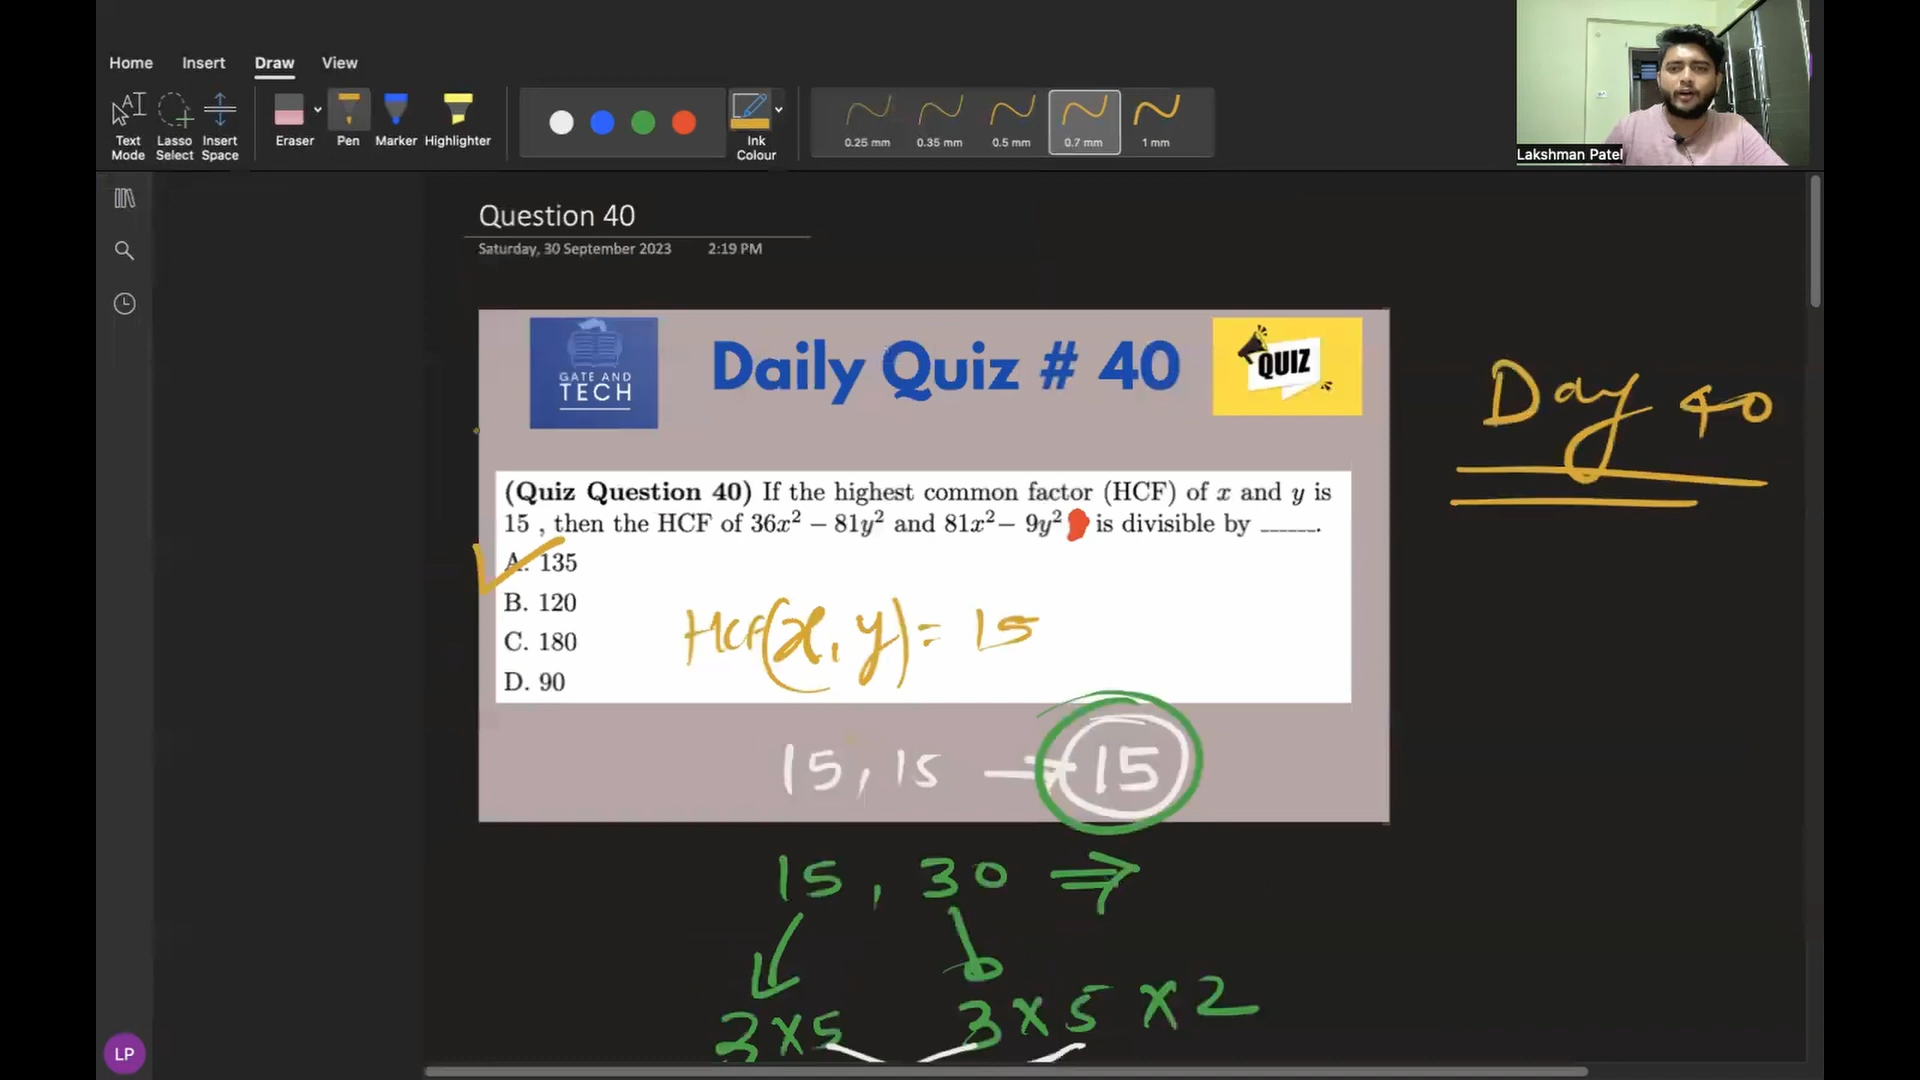 Home Insert Draw View
Text Mode Lasso Select Insert Space Eraser Pen Marker Highlighter Ink Colour 0.25 mm 0.35 mm 0.5 mm 0.7 mm 1 mm
Lakshman Patel
Question 40
Saturday, 30 September 2023 2:19 PM
GATE AND
TECH
Daily Quiz # 40
QUIZ
Day 40
(Quiz Question 40) If the highest common factor (HCF) of x and y is
15 , then the HCF of 36x² − 81y² and 81x² − 9y² is divisible by ______.
A. 135
B. 120
C. 180
D. 90
HCF(x, y) = 15
15, 15 → 15
15, 30 ⇒
3 x 5 3 x 5 x 2
LP